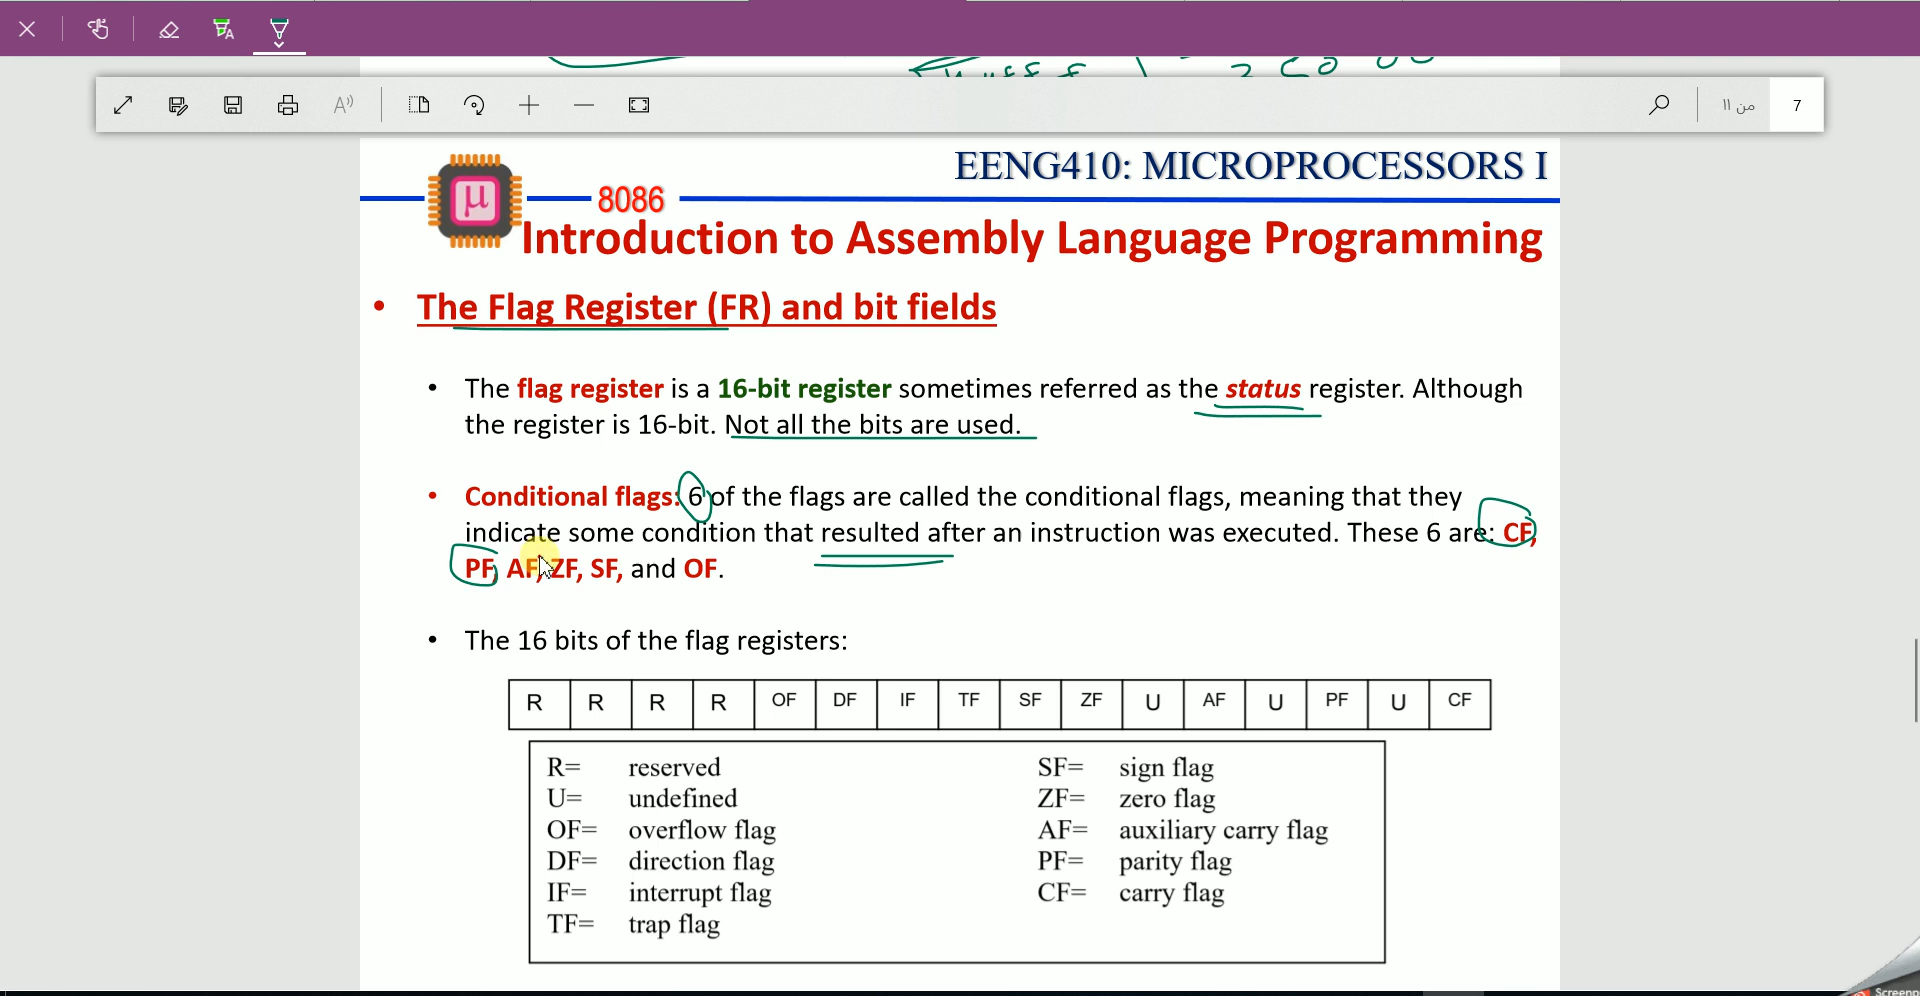 من ١١
7
EENG410: MICROPROCESSORS I
µ
8086
Introduction to Assembly Language Programming
• The Flag Register (FR) and bit fields
• The flag register is a 16-bit register sometimes referred as the status register. Although
the register is 16-bit. Not all the bits are used.
• Conditional flags: 6 of the flags are called the conditional flags, meaning that they
indicate some condition that resulted after an instruction was executed. These 6 are: CF,
PF, AF, ZF, SF, and OF.
• The 16 bits of the flag registers:
R R R R OF DF IF TF SF ZF U AF U PF U CF
R= reserved
U= undefined
OF= overflow flag
DF= direction flag
IF= interrupt flag
TF= trap flag
SF= sign flag
ZF= zero flag
AF= auxiliary carry flag
PF= parity flag
CF= carry flag